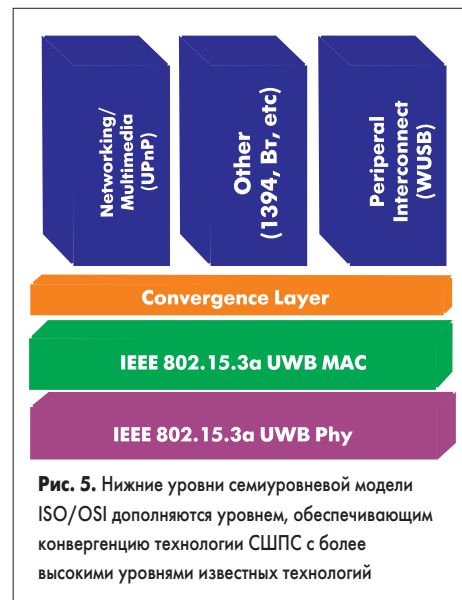 Networking/
Multimedia
(UPnP)
Other
(1394, Вт, etc)
Periperal
Interconnect
(WUSB)
Convergence Layer
IEEE 802.15.3a UWB MAC
IEEE 802.15.3a UWB Phy
Рис. 5. Нижние уровни семиуровневой модели
ISO/OSI дополняются уровнем, обеспечивающим
конвергенцию технологии СШПС с более
высокими уровнями известных технологий